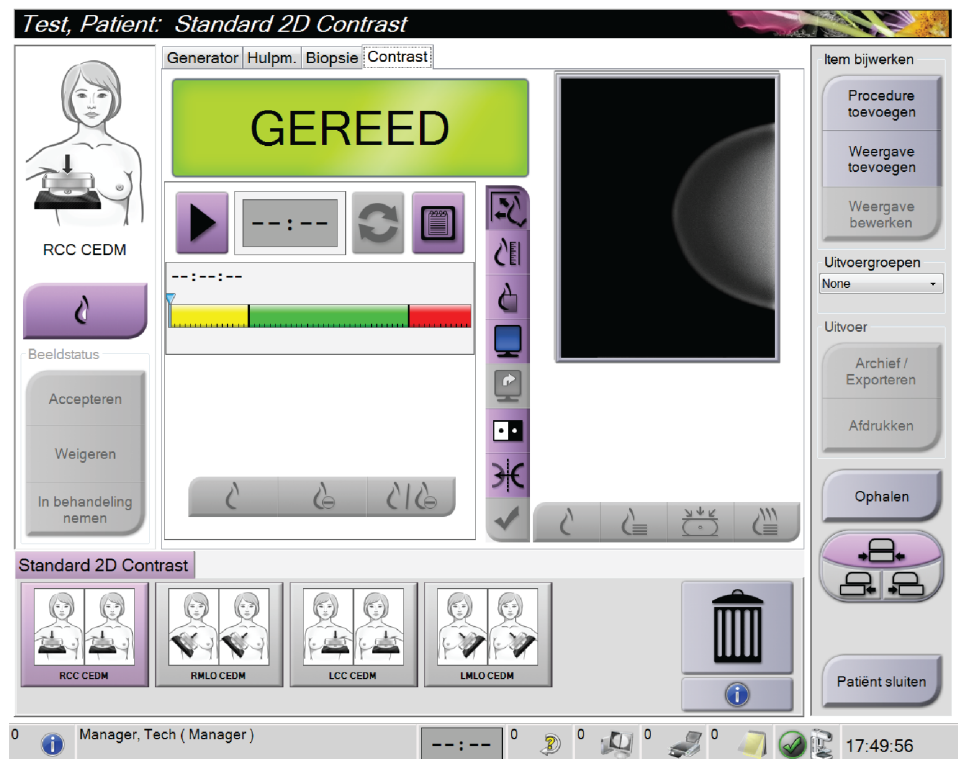 Test, Patient: Standard 2D Contrast
Generator Hulpm. Biopsie Contrast
GEREED
--:--
--:--:--
RCC CEDM
Beeldstatus
Accepteren
Weigeren
In behandeling
nemen
Item bijwerken
Procedure
toevoegen
Weergave
toevoegen
Weergave
bewerken
Uitvoergroepen
None
Uitvoer
Archief /
Exporteren
Afdrukken
Ophalen
Patiënt sluiten
Standard 2D Contrast
RCC CEDM
RMLO CEDM
LCC CEDM
LMLO CEDM
0 Manager, Tech ( Manager ) --:-- 0 0 0 0 17:49:56